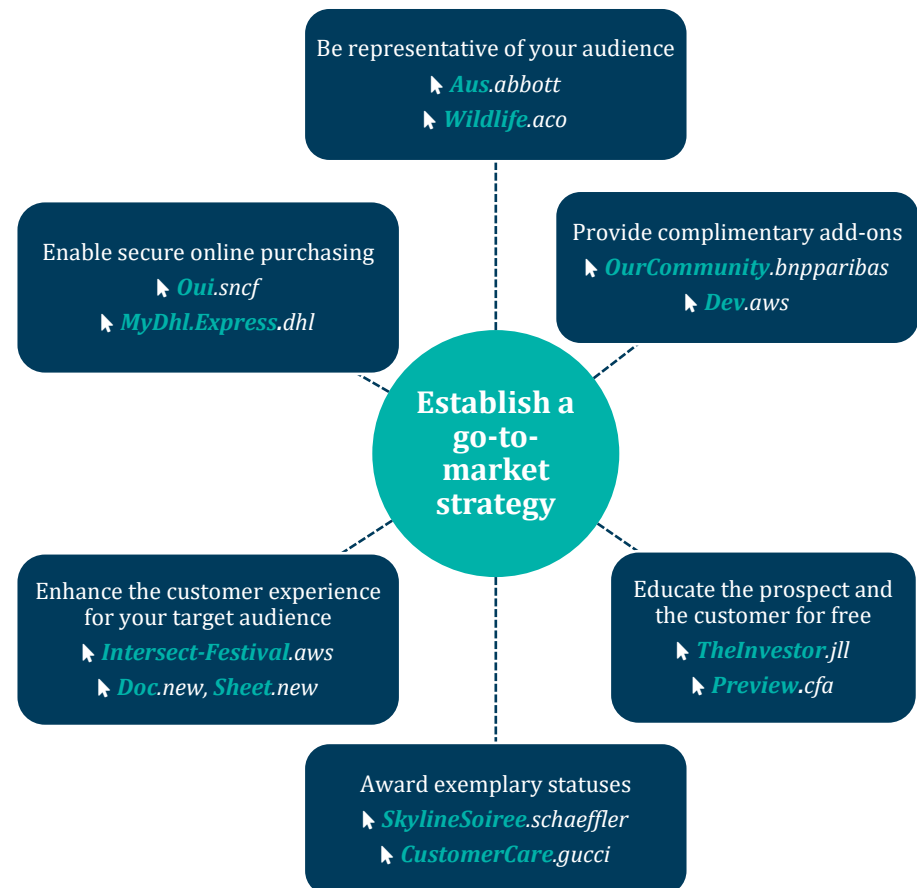 Be representative of your audience
Aus.abbott
Wildlife.aco
Enable secure online purchasing
Oui.sncf
MyDhl.Express.dhl
Provide complimentary add-ons
OurCommunity.bnpparibas
Dev.aws
Establish a
go-to-
market
strategy
Enhance the customer experience
for your target audience
Intersect-Festival.aws
Doc.new, Sheet.new
Educate the prospect and
the customer for free
TheInvestor.jll
Preview.cfa
Award exemplary statuses
SkylineSoiree.schaeffler
CustomerCare.gucci